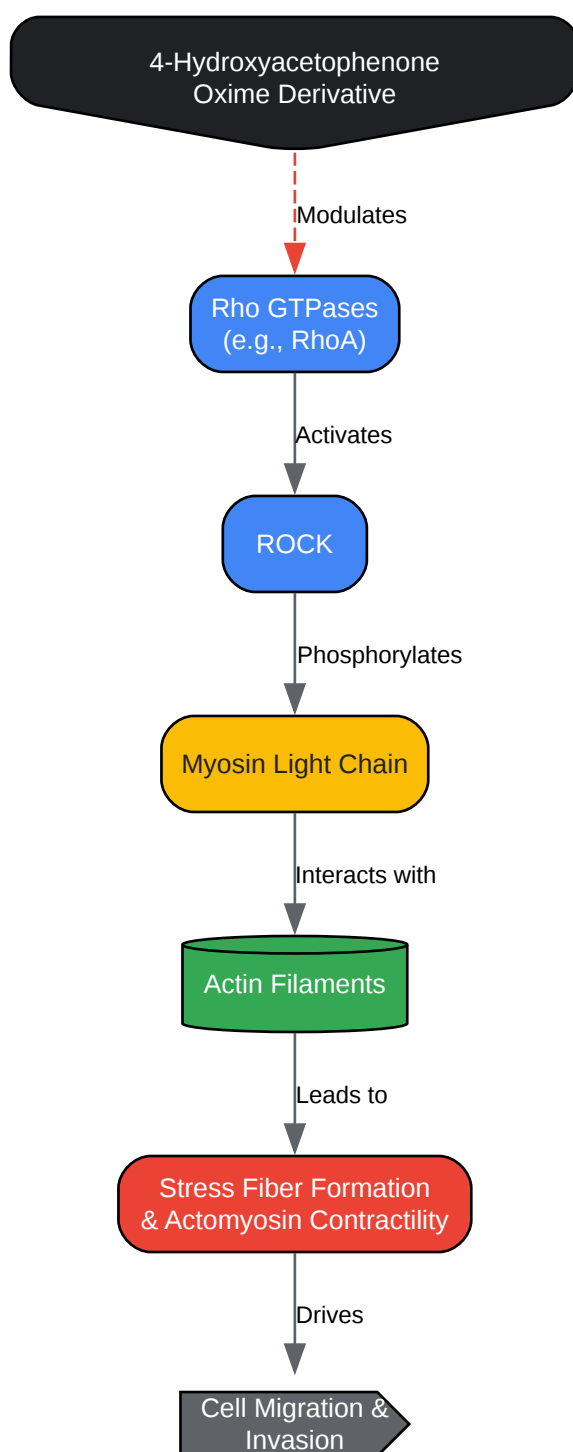 4-Hydroxyacetophenone
Oxime Derivative
Modulates
Rho GTPases
(e.g., RhoA)
Activates
ROCK
Phosphorylates
Myosin Light Chain
Interacts with
Actin Filaments
Leads to
Stress Fiber Formation
& Actomyosin Contractility
Drives
Cell Migration &
Invasion